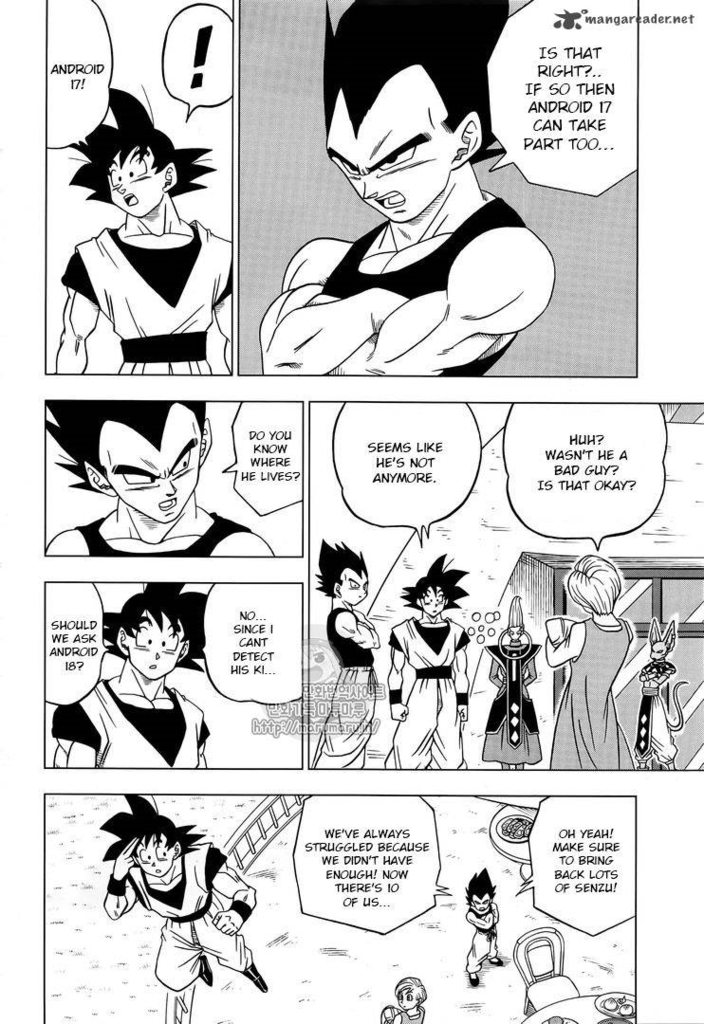 mangareader.net
IS THAT
RIGHT?..
IF SO THEN
ANDROID 17
CAN TAKE
PART TOO...
!
ANDROID
17!
HUH?
WASN'T HE A
BAD GUY?
IS THAT OKAY?
SEEMS LIKE
HE'S NOT
ANYMORE.
DO YOU
KNOW
WHERE
HE LIVES?
NO...
SINCE I
CANT
DETECT
HIS KI...
SHOULD
WE ASK
ANDROID
18?
OH YEAH!
MAKE SURE
TO BRING
BACK
LOTS
OF SENZU!
WE'VE ALWAYS
STRUGGLED BECAUSE
WE DIDN'T HAVE
ENOUGH! NOW
THERE'S 10
OF US...